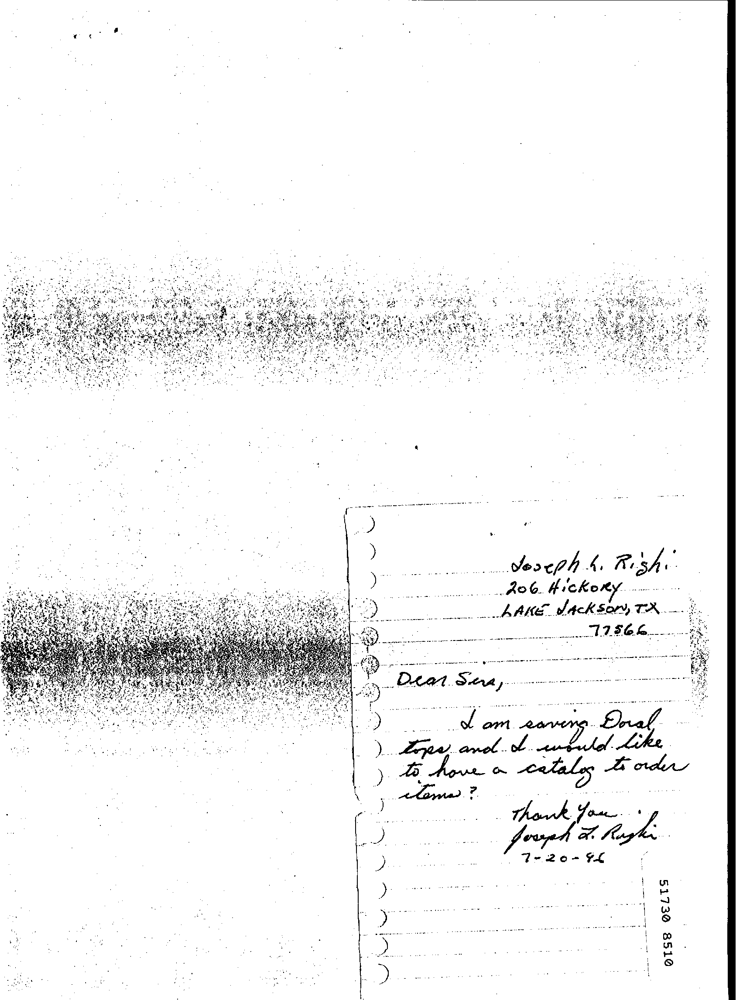 Joseph L. Righi
206 Hickory
LAKE JACKSON, TX
77566
Dear Sirs,
I am saving Doral
tops and I would like
to have a catalog to order
items?
Thank You
Joseph L. Righi
7-20-96
51730 8510